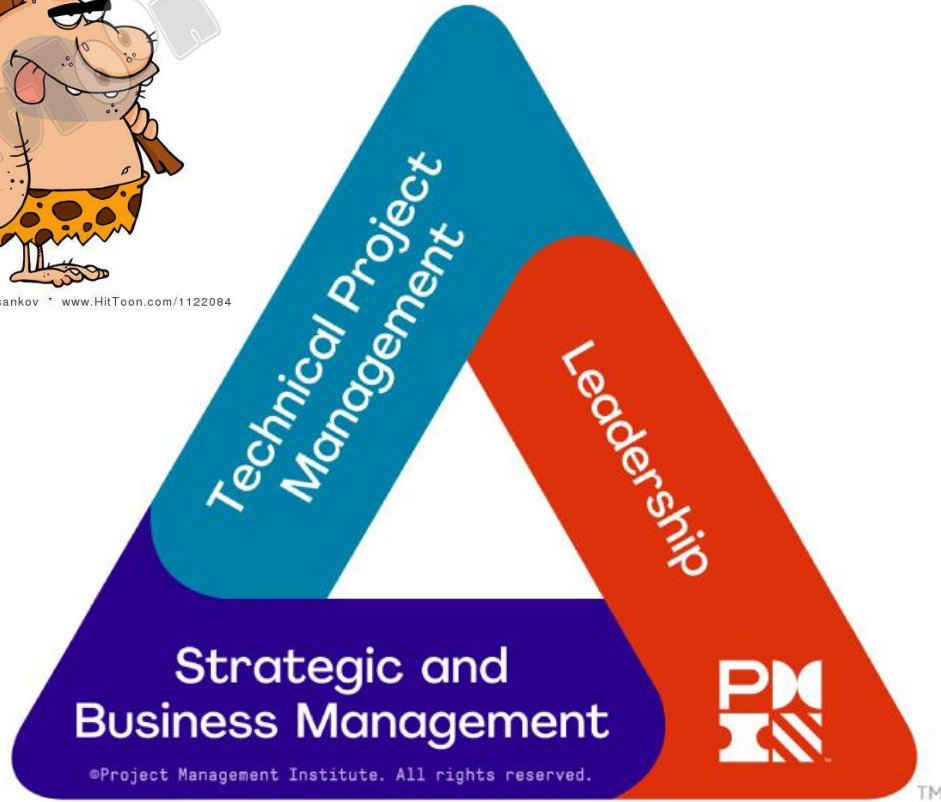 sankov * www.HitToon.com/1122084
Technical Project
Management
Leadership
Strategic and
Business Management
©Project Management Institute. All rights reserved.
PM
TM